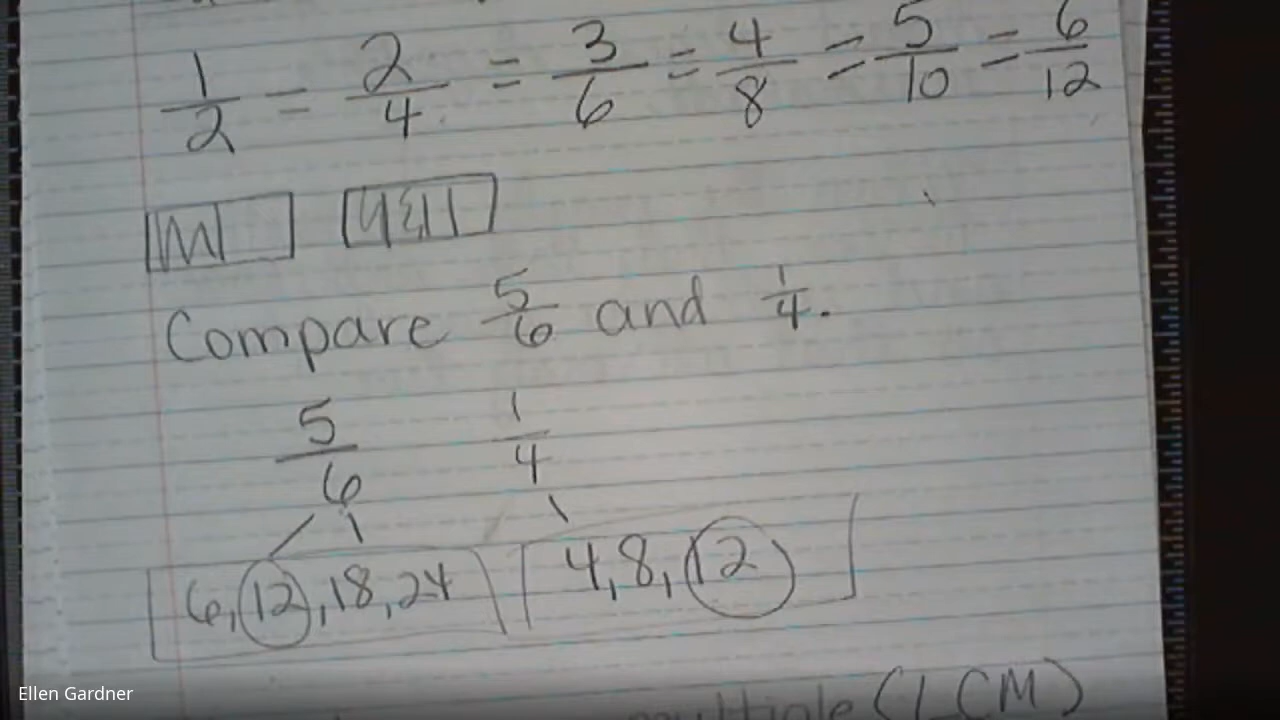 1/2 = 2/4 = 3/6 = 4/8 = 5/10 = 6/12
Compare 5/6 and 1/4.
5/6 1/4
6, 12, 18, 24 4, 8, 12
multiple (LCM)
Ellen Gardner